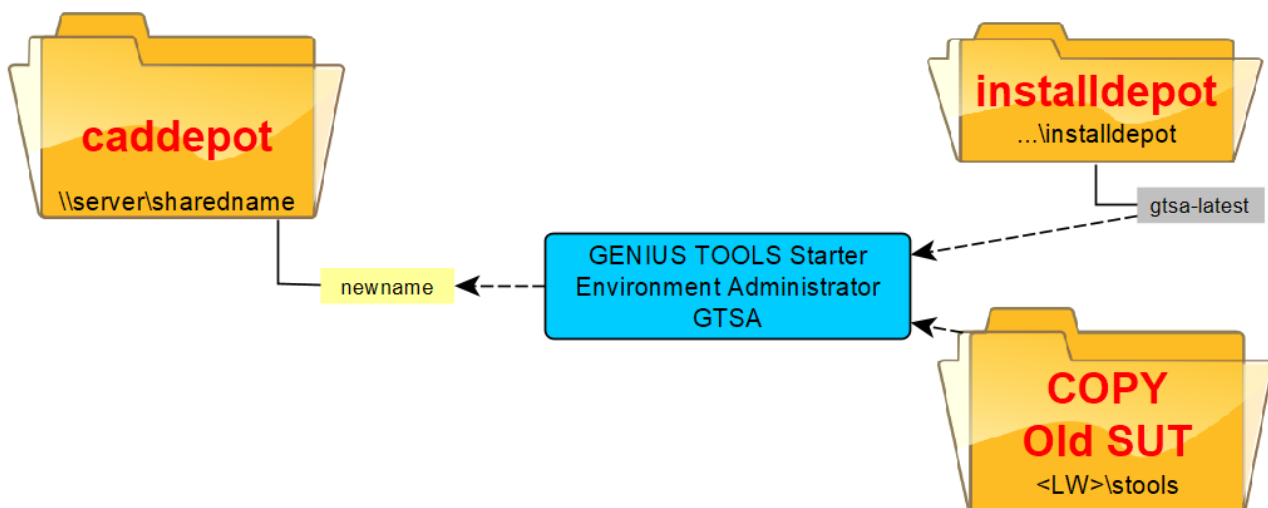 caddepot
\\server\sharedname
newname
GENIUS TOOLS Starter
Environment Administrator
GTSA
installdepot
...\installdepot
gtsa-latest
COPY
Old SUT
<LW>\stools